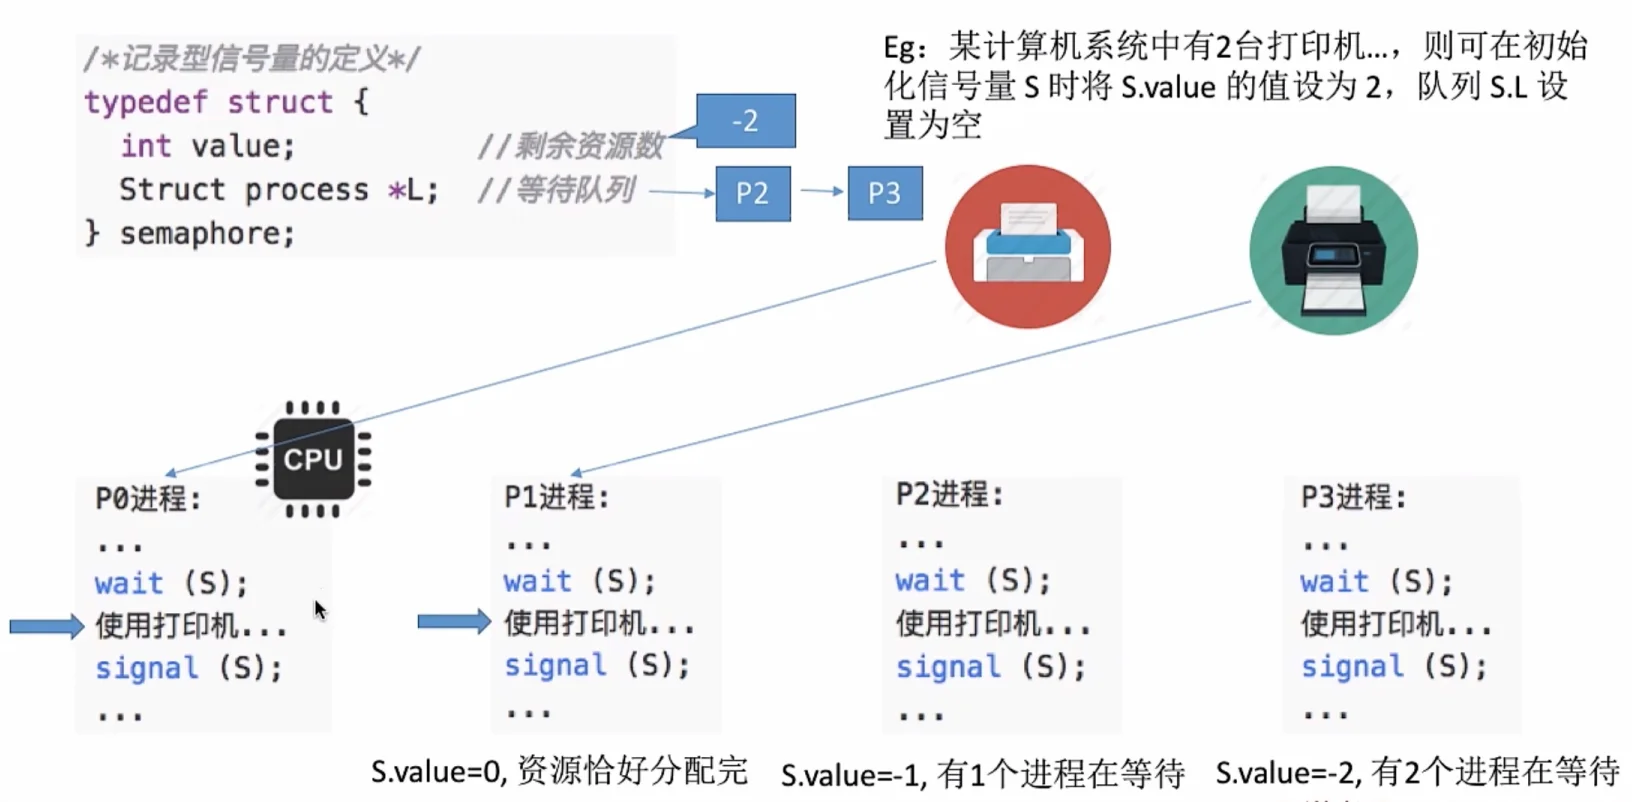 /*记录型信号量的定义*/
typedef struct {
int value; //剩余资源数
Struct process *L; //等待队列
} semaphore;
-2
P2
P3
Eg：某计算机系统中有2台打印机...，则可在初始
化信号量 S 时将 S.value 的值设为 2，队列 S.L 设
置为空
CPU
P0进程:
...
wait (S);
使用打印机...
signal (S);
...
P1进程:
...
wait (S);
使用打印机...
signal (S);
...
P2进程:
...
wait (S);
使用打印机...
signal (S);
...
P3进程:
...
wait (S);
使用打印机...
signal (S);
...
S.value=0, 资源恰好分配完
S.value=-1, 有1个进程在等待
S.value=-2, 有2个进程在等待